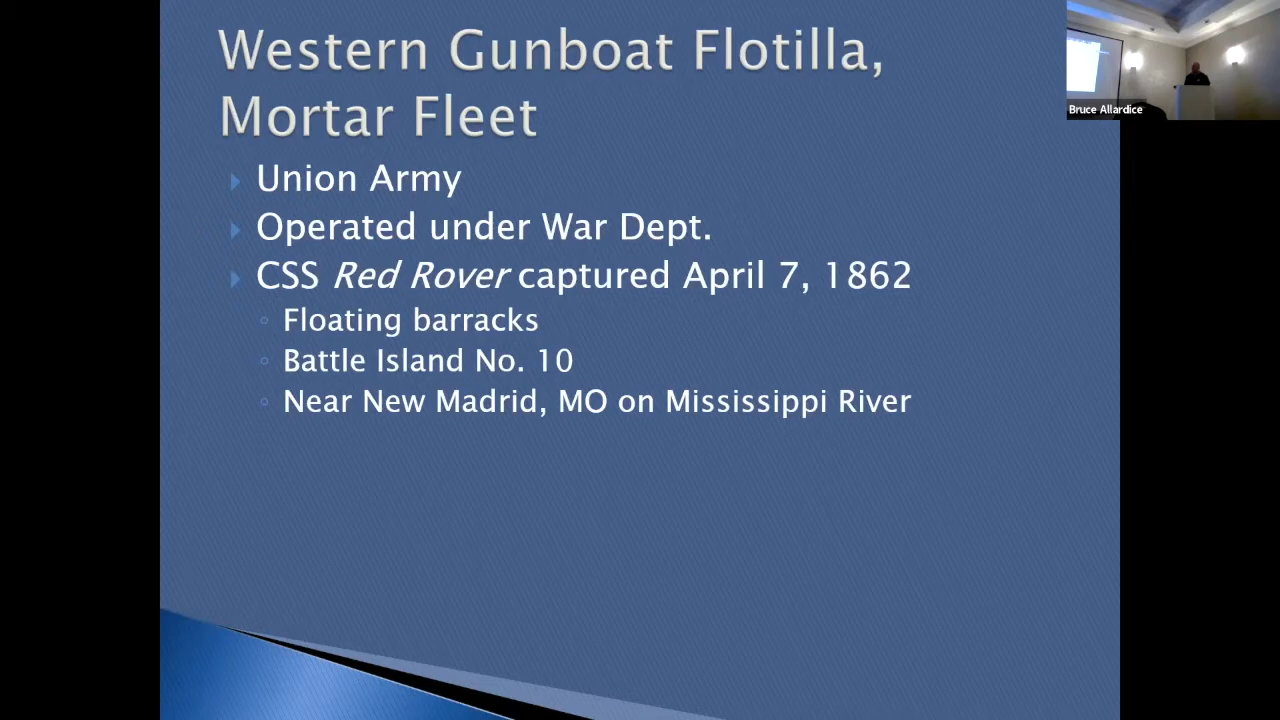 Western Gunboat Flotilla,
Mortar Fleet
Union Army
Operated under War Dept.
CSS Red Rover captured April 7, 1862
Floating barracks
Battle Island No. 10
Near New Madrid, MO on Mississippi River
Bruce Allardice